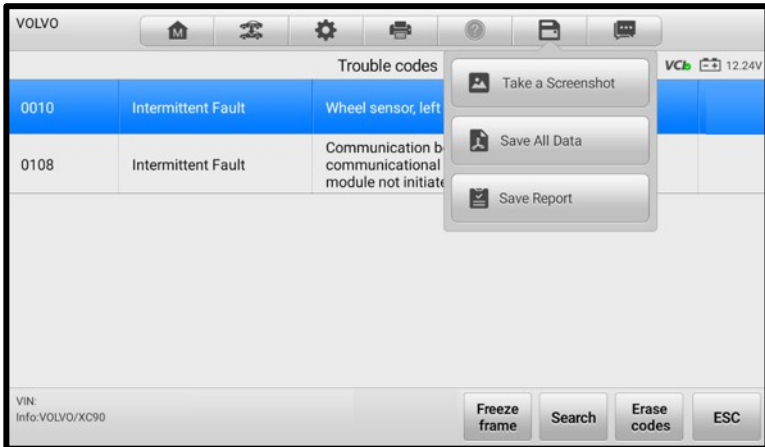 VOLVO
M
?
Trouble codes
VCI 12.24V
0010 Intermittent Fault Wheel sensor, left
Take a Screenshot
Save All Data
0108 Intermittent Fault Communication b
communicational
module not initiate
Save Report
VIN:
Info:VOLVO/XC90
Freeze
frame
Search
Erase
codes
ESC